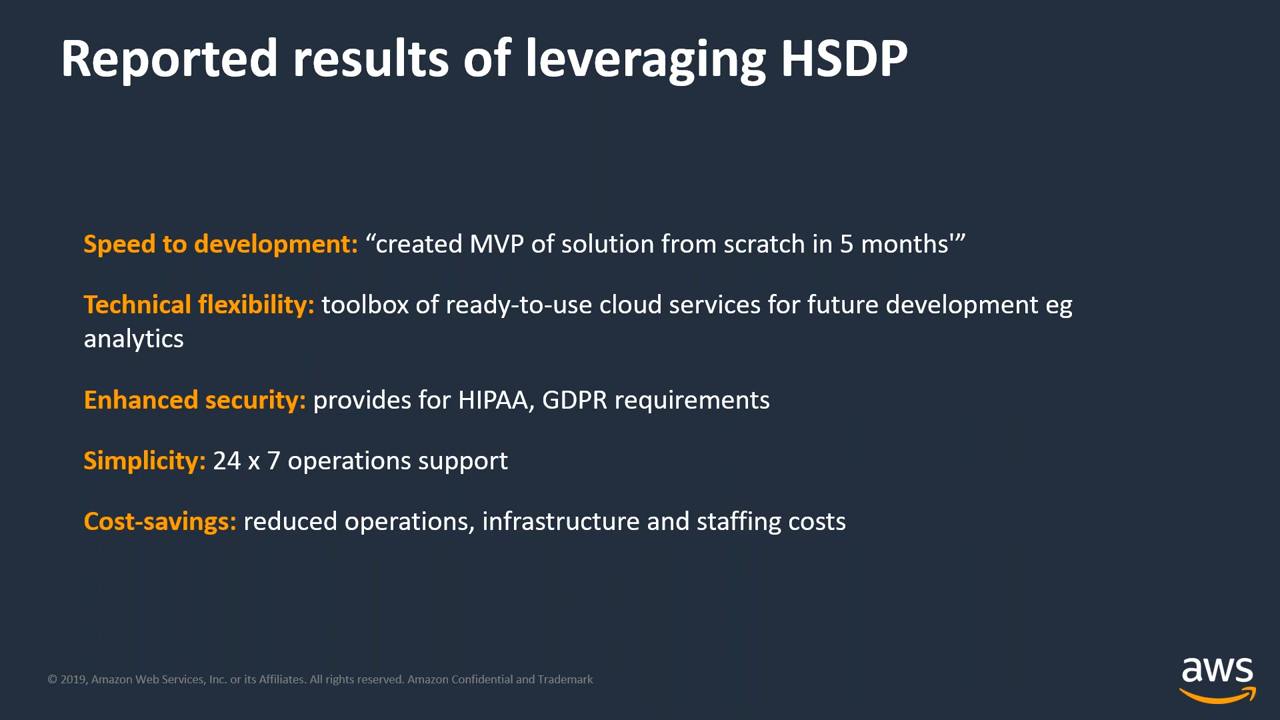 Reported results of leveraging HSDP
Speed to development: “created MVP of solution from scratch in 5 months'”
Technical flexibility: toolbox of ready-to-use cloud services for future development eg
analytics
Enhanced security: provides for HIPAA, GDPR requirements
Simplicity: 24 x 7 operations support
Cost-savings: reduced operations, infrastructure and staffing costs
© 2019, Amazon Web Services, Inc. or its Affiliates. All rights reserved. Amazon Confidential and Trademark
aws